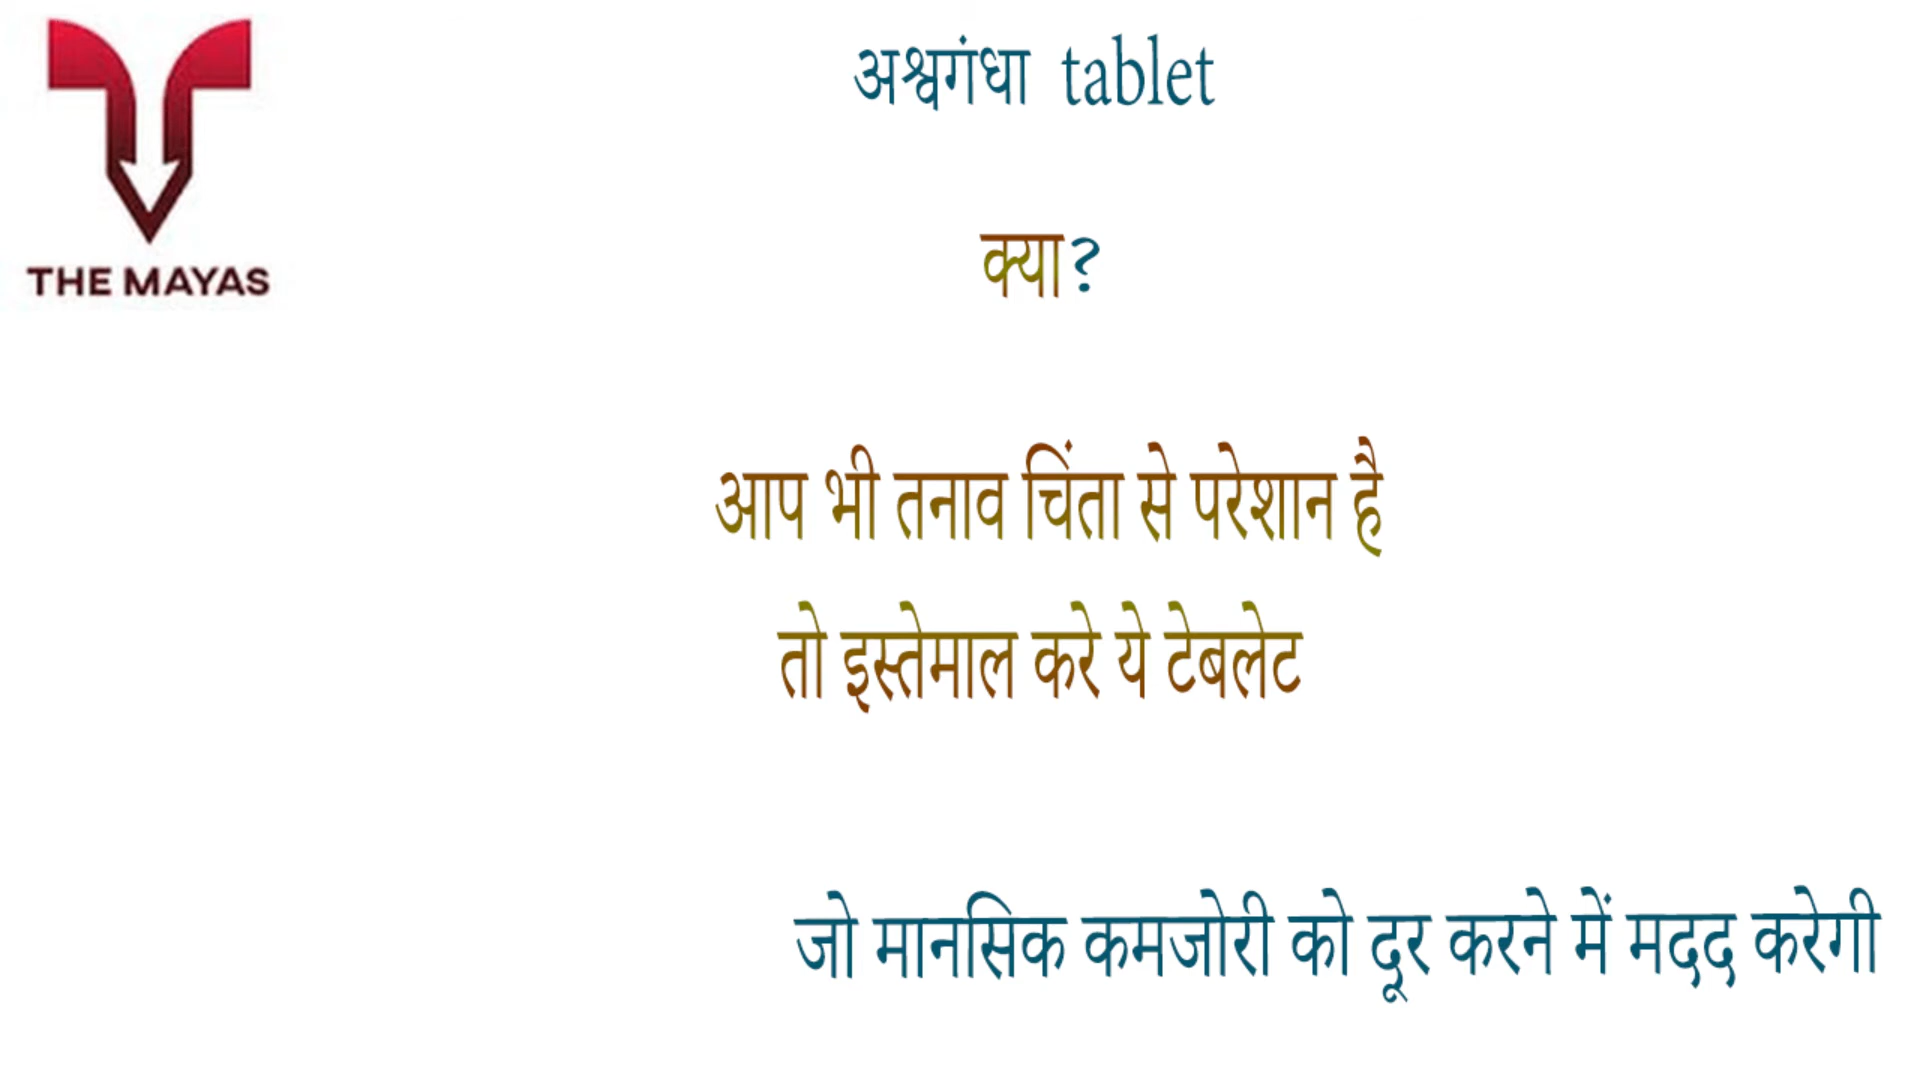 THE MAYAS
अश्वगंधा tablet
क्या?
आप भी तनाव चिंता से परेशान है
तो इस्तेमाल करे ये टेबलेट
जो मानसिक कमजोरी को दूर करने में मदद करेगी